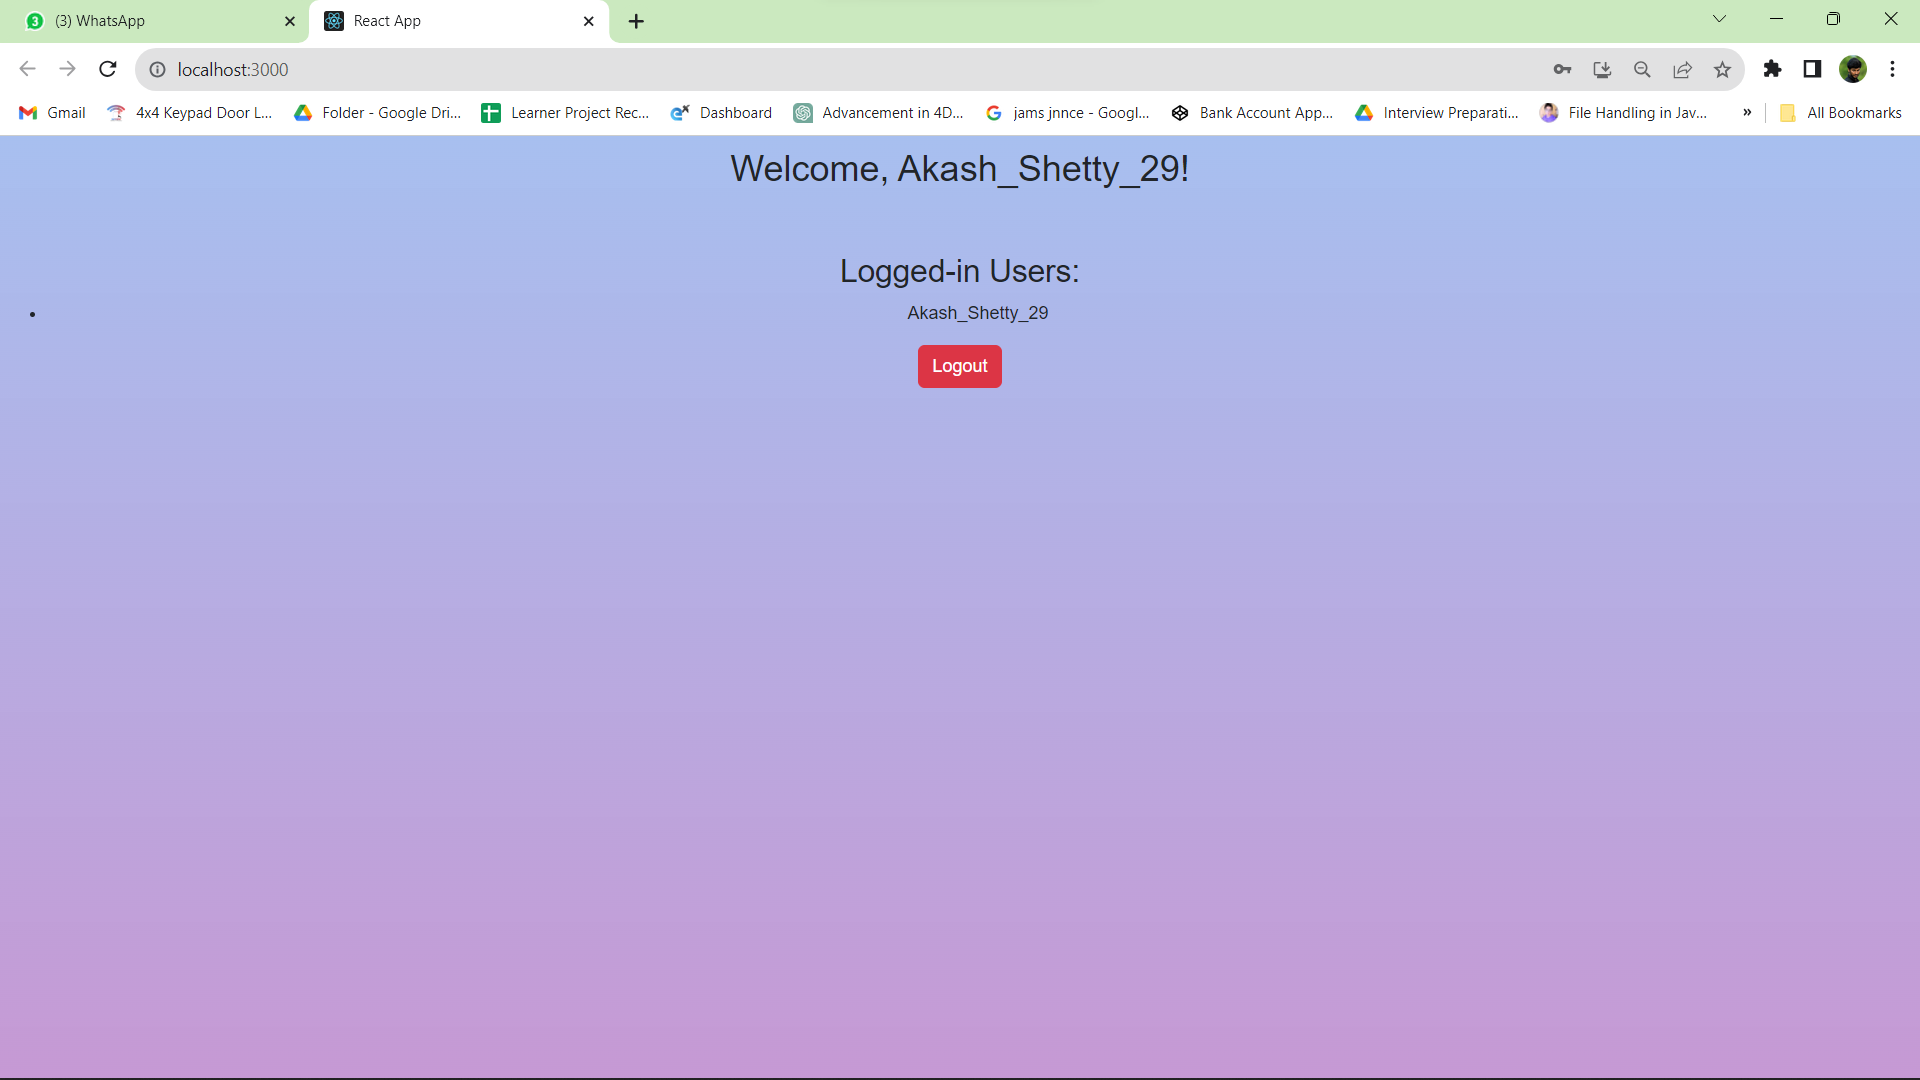 3 (3) WhatsApp
React App
localhost:3000
Gmail
4x4 Keypad Door L...
Folder - Google Dri...
Learner Project Rec...
Dashboard
Advancement in 4D...
jams jnnce - Googl...
Bank Account App...
Interview Preparati...
File Handling in Jav...
»
All Bookmarks
Welcome, Akash_Shetty_29!
Logged-in Users:
• Akash_Shetty_29
Logout